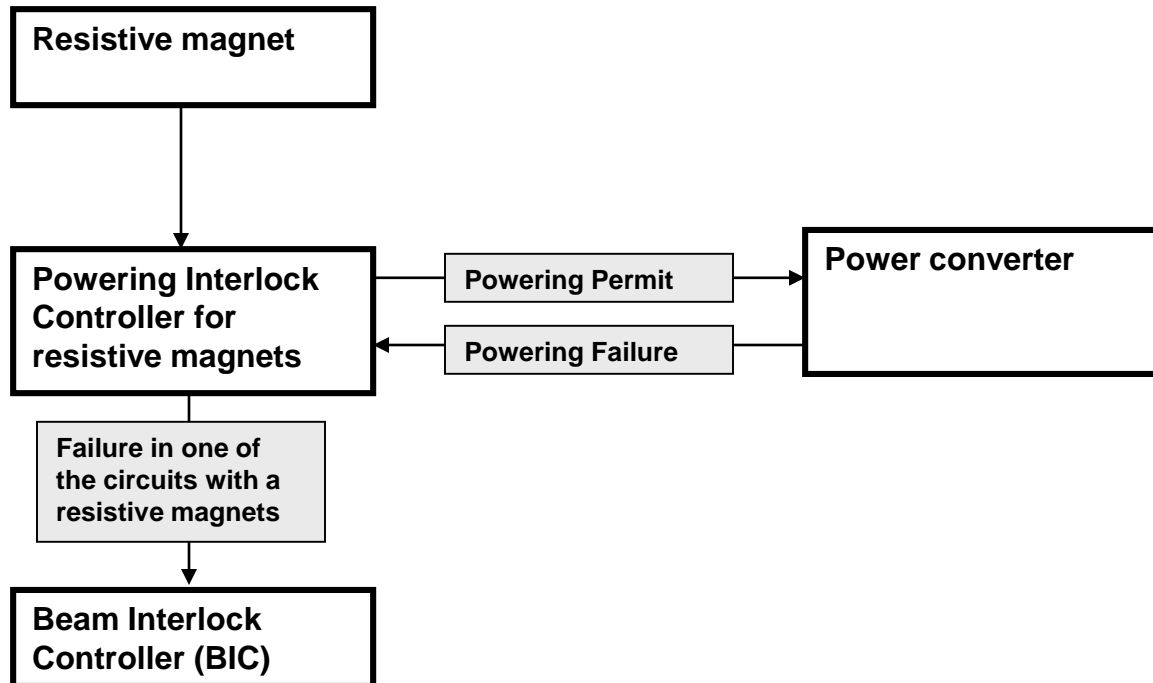 Resistive magnet
Powering Interlock
Controller for
resistive magnets
Powering Permit
Powering Failure
Power converter
Failure in one of
the circuits with a
resistive magnets
Beam Interlock
Controller (BIC)